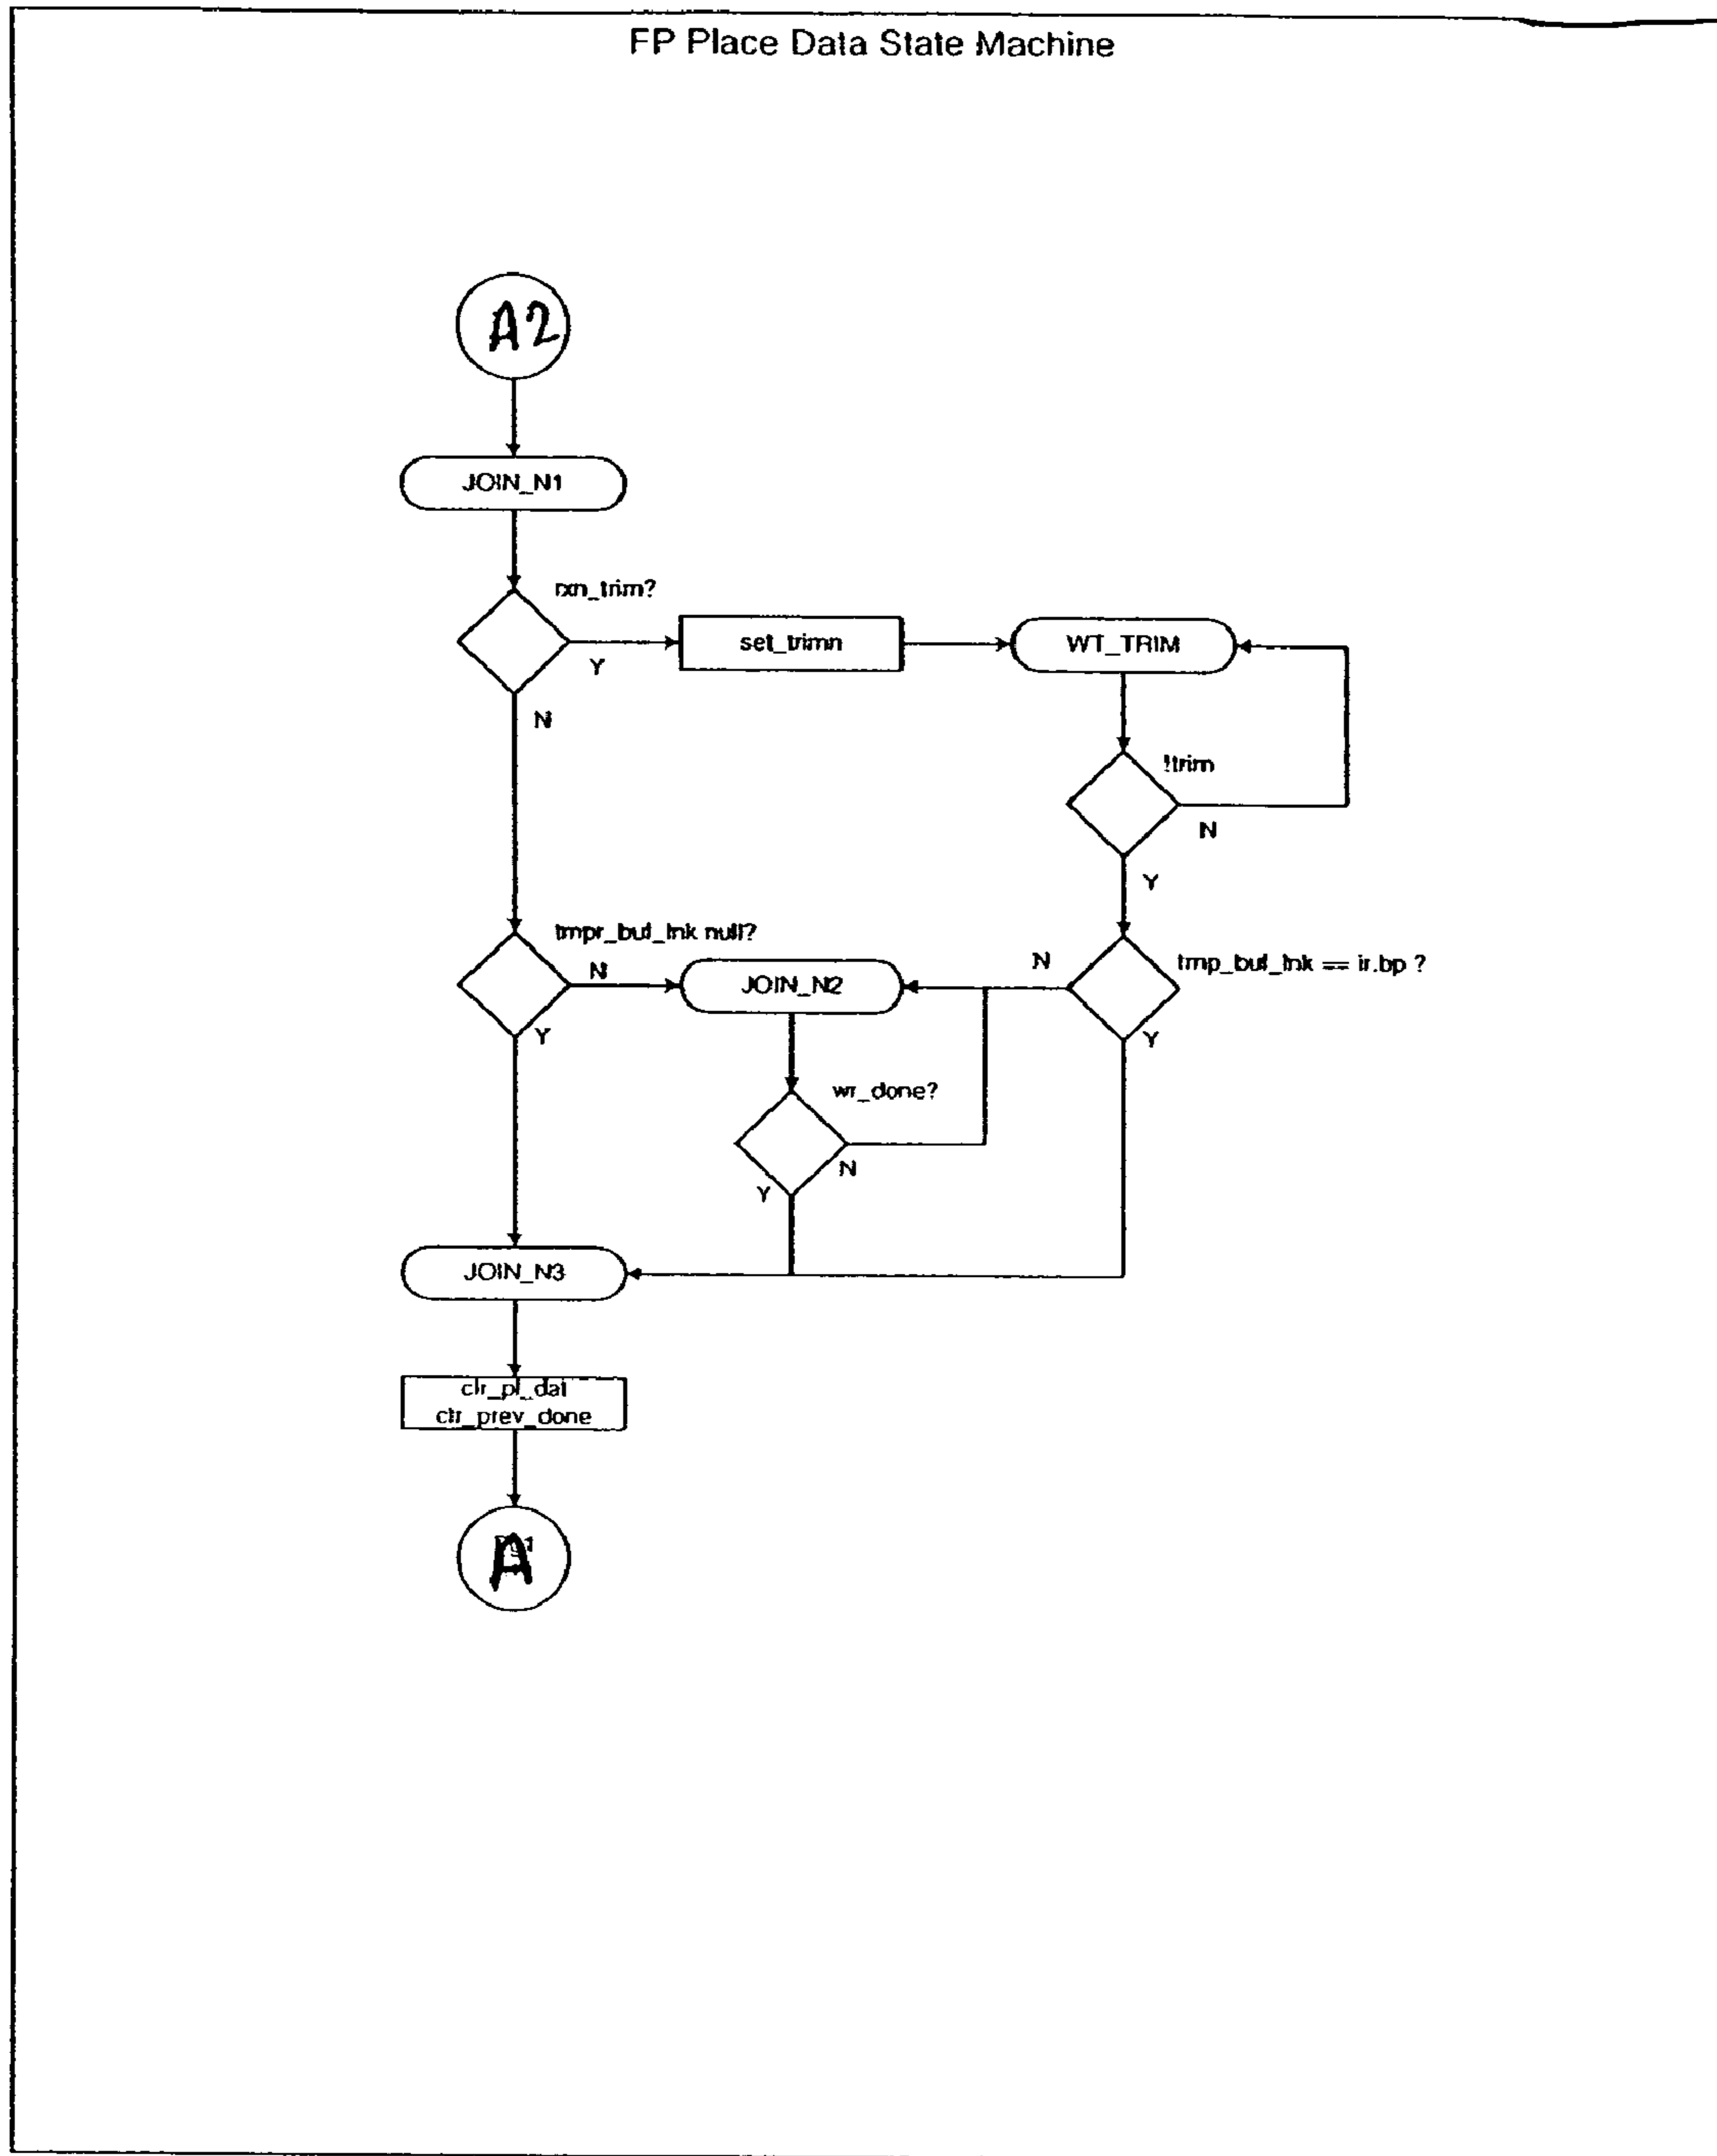 FP Place Data State Machine
A2
JOIN_N1
rxn_trim?
Y
set_trimn
WT_TRIM
N
!trim
N
Y
tmpr_buf_lnk null?
N
JOIN_N2
N
tmp_buf_lnk == ir.bp ?
Y
Y
wr_done?
N
Y
JOIN_N3
clr_pl_dat
clr_prev_done
A